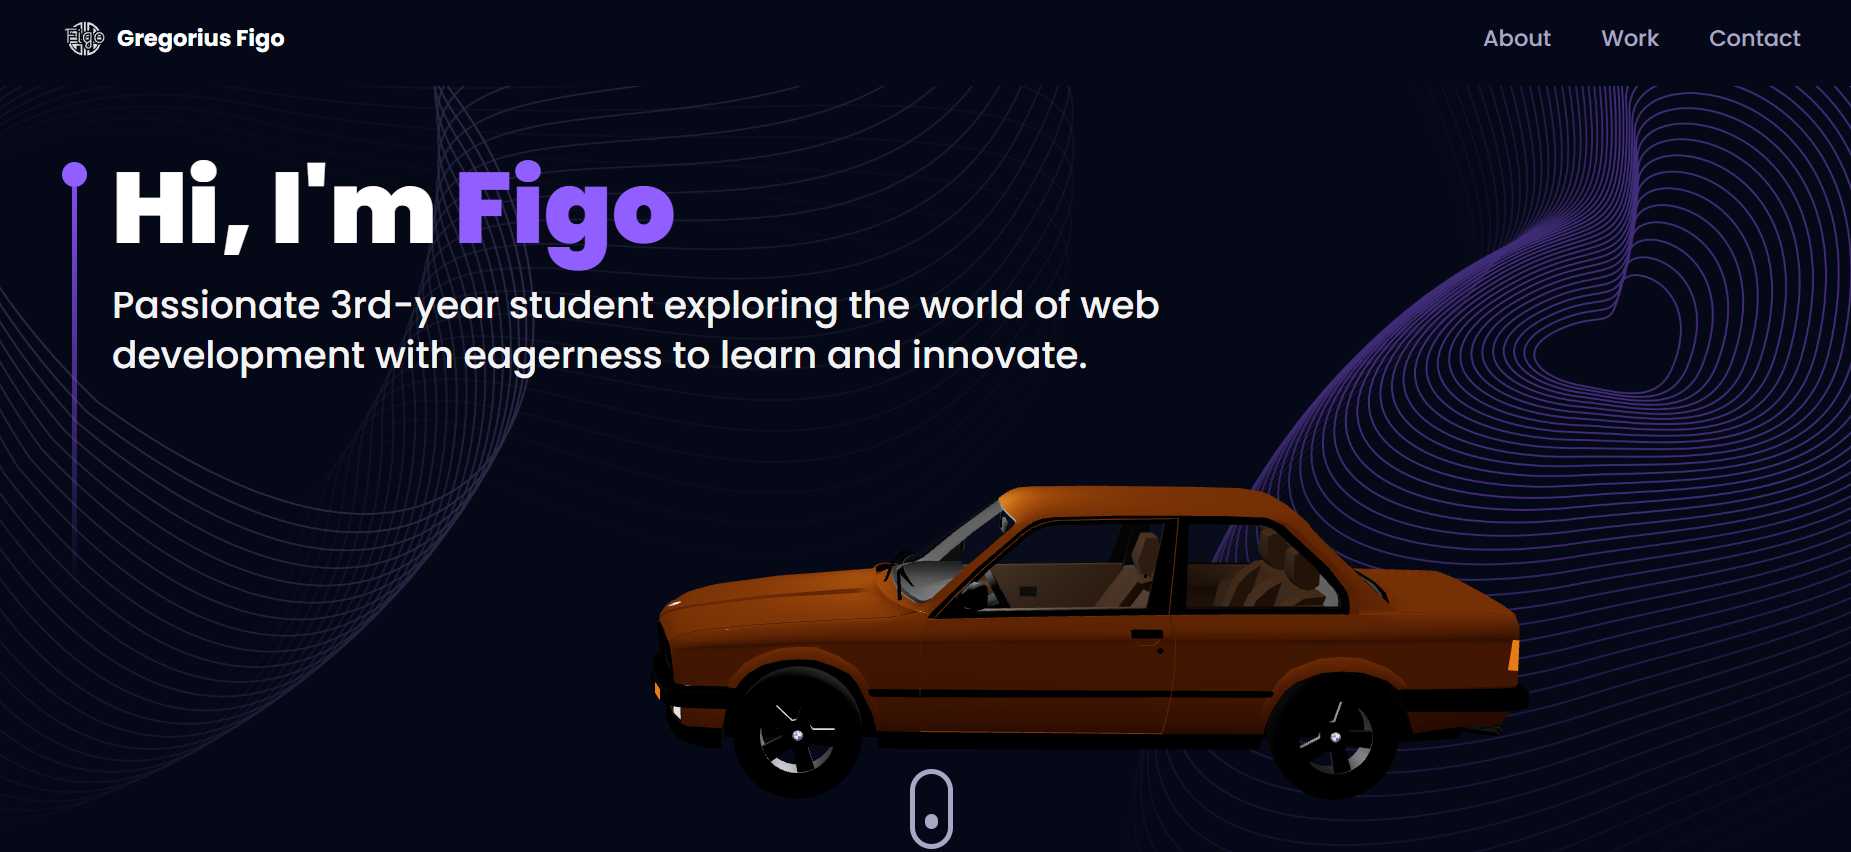 Figo
Gregorius Figo
About
Work
Contact
Hi, I'm Figo
Passionate 3rd-year student exploring the world of web
development with eagerness to learn and innovate.